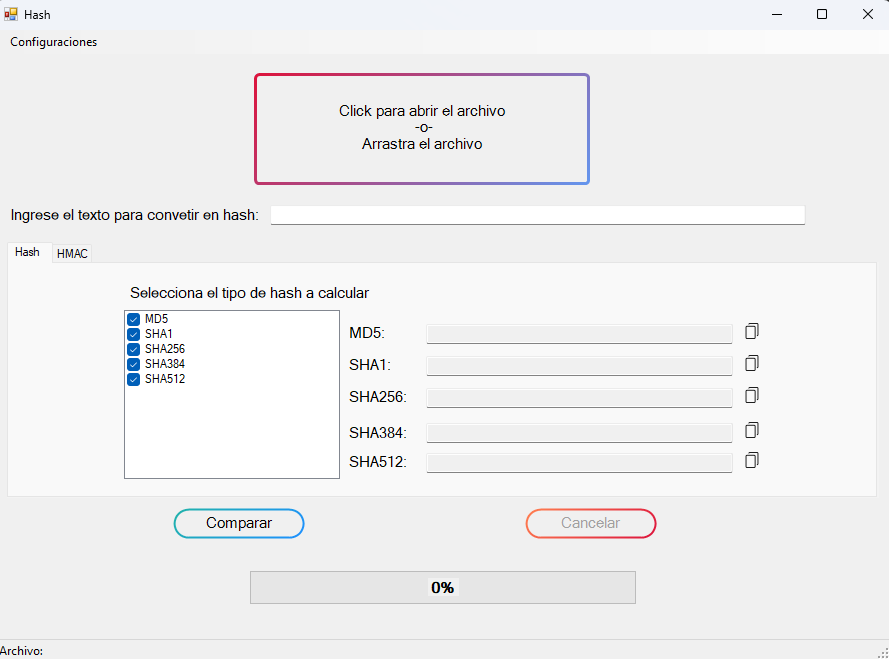 Hash
Configuraciones
Click para abrir el archivo
-o-
Arrastra el archivo
Ingrese el texto para convetir en hash:
Hash
HMAC
Selecciona el tipo de hash a calcular
MD5
SHA1
SHA256
SHA384
SHA512
MD5:
SHA1:
SHA256:
SHA384:
SHA512:
Comparar
Cancelar
0%
Archivo: